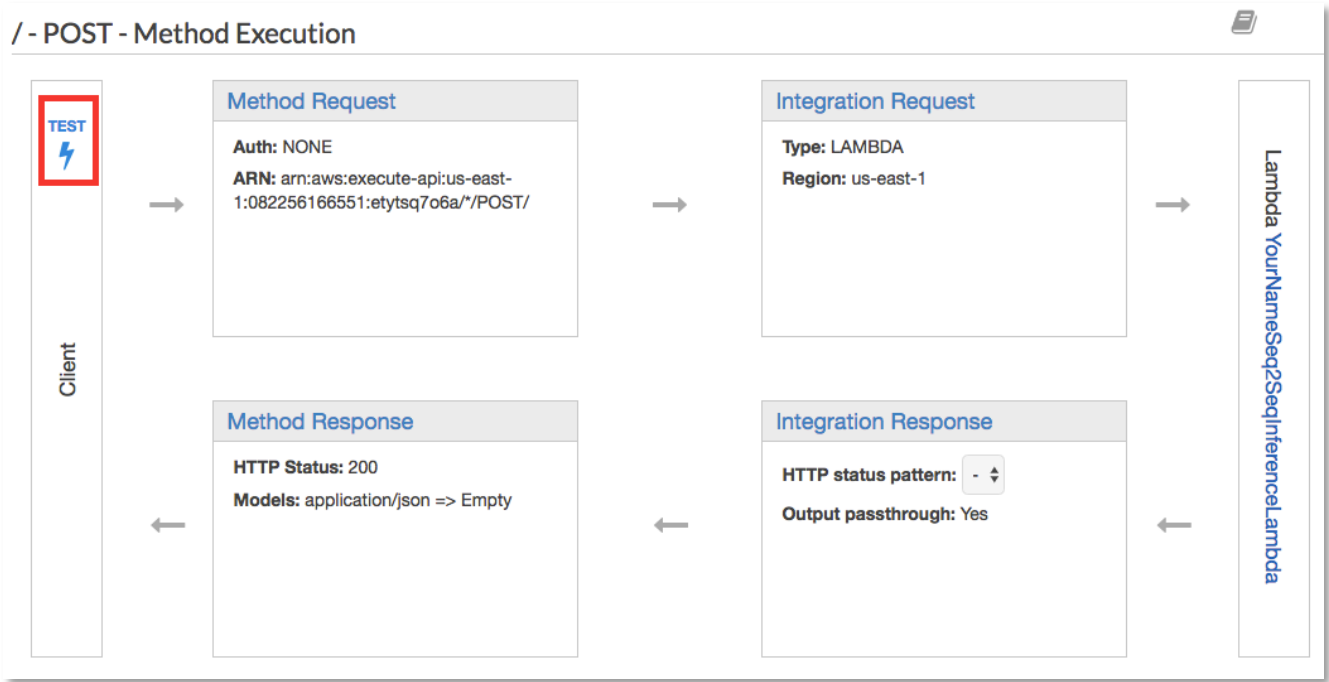 / - POST - Method Execution
TEST
Client
Method Request
Auth: NONE
ARN: arn:aws:execute-api:us-east-
1:082256166551:etytsq7o6a/*/POST/
Integration Request
Type: LAMBDA
Region: us-east-1
Lambda YourNameSeq2SeqInferenceLambda
Method Response
HTTP Status: 200
Models: application/json => Empty
Integration Response
HTTP status pattern: -
Output passthrough: Yes